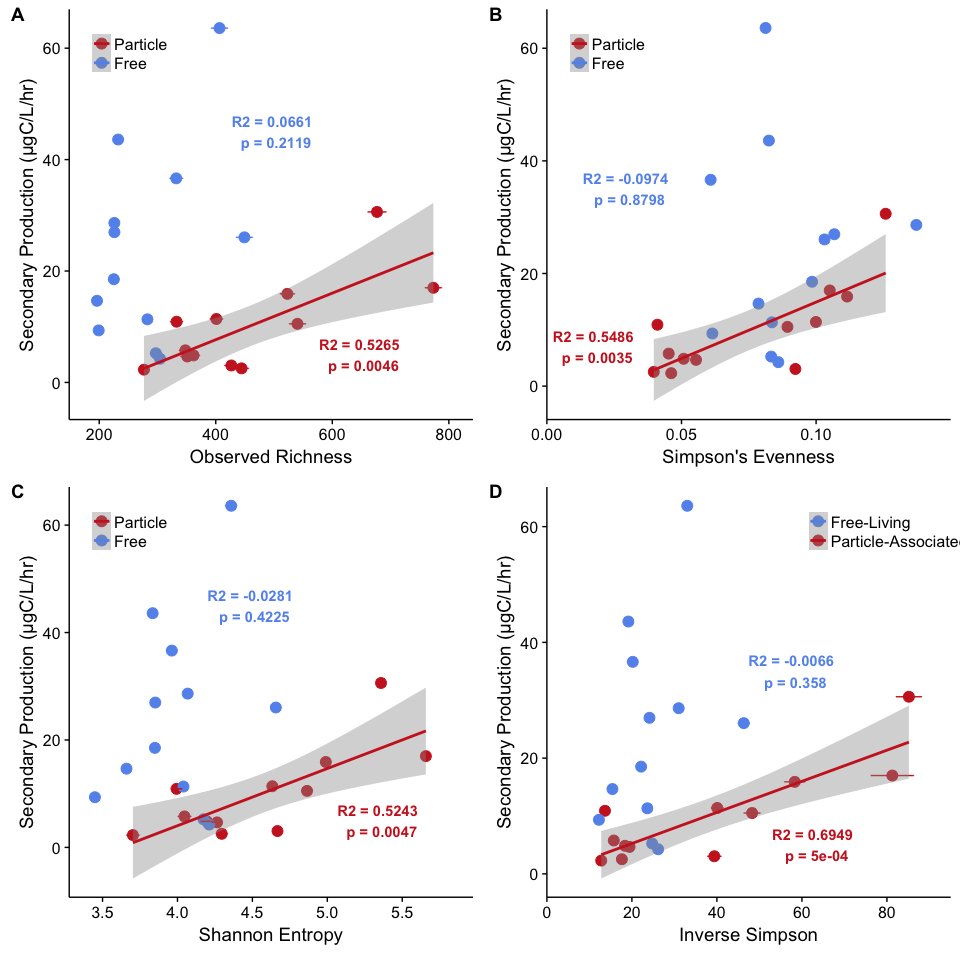 A
Particle
Free
R2 = 0.0661
p = 0.2119
R2 = 0.5265
p = 0.0046
Secondary Production (µgC/L/hr)
60
40
20
0
200 400 600 800
Observed Richness
B
Particle
Free
R2 = -0.0974
p = 0.8798
R2 = 0.5486
p = 0.0035
Secondary Production (µgC/L/hr)
60
40
20
0
0.00 0.05 0.10
Simpson's Evenness
C
Particle
Free
R2 = -0.0281
p = 0.4225
R2 = 0.5243
p = 0.0047
Secondary Production (µgC/L/hr)
60
40
20
0
3.5 4.0 4.5 5.0 5.5
Shannon Entropy
D
Free-Living
Particle-Associate
R2 = -0.0066
p = 0.358
R2 = 0.6949
p = 5e-04
Secondary Production (µgC/L/hr)
60
40
20
0
0 20 40 60 80
Inverse Simpson